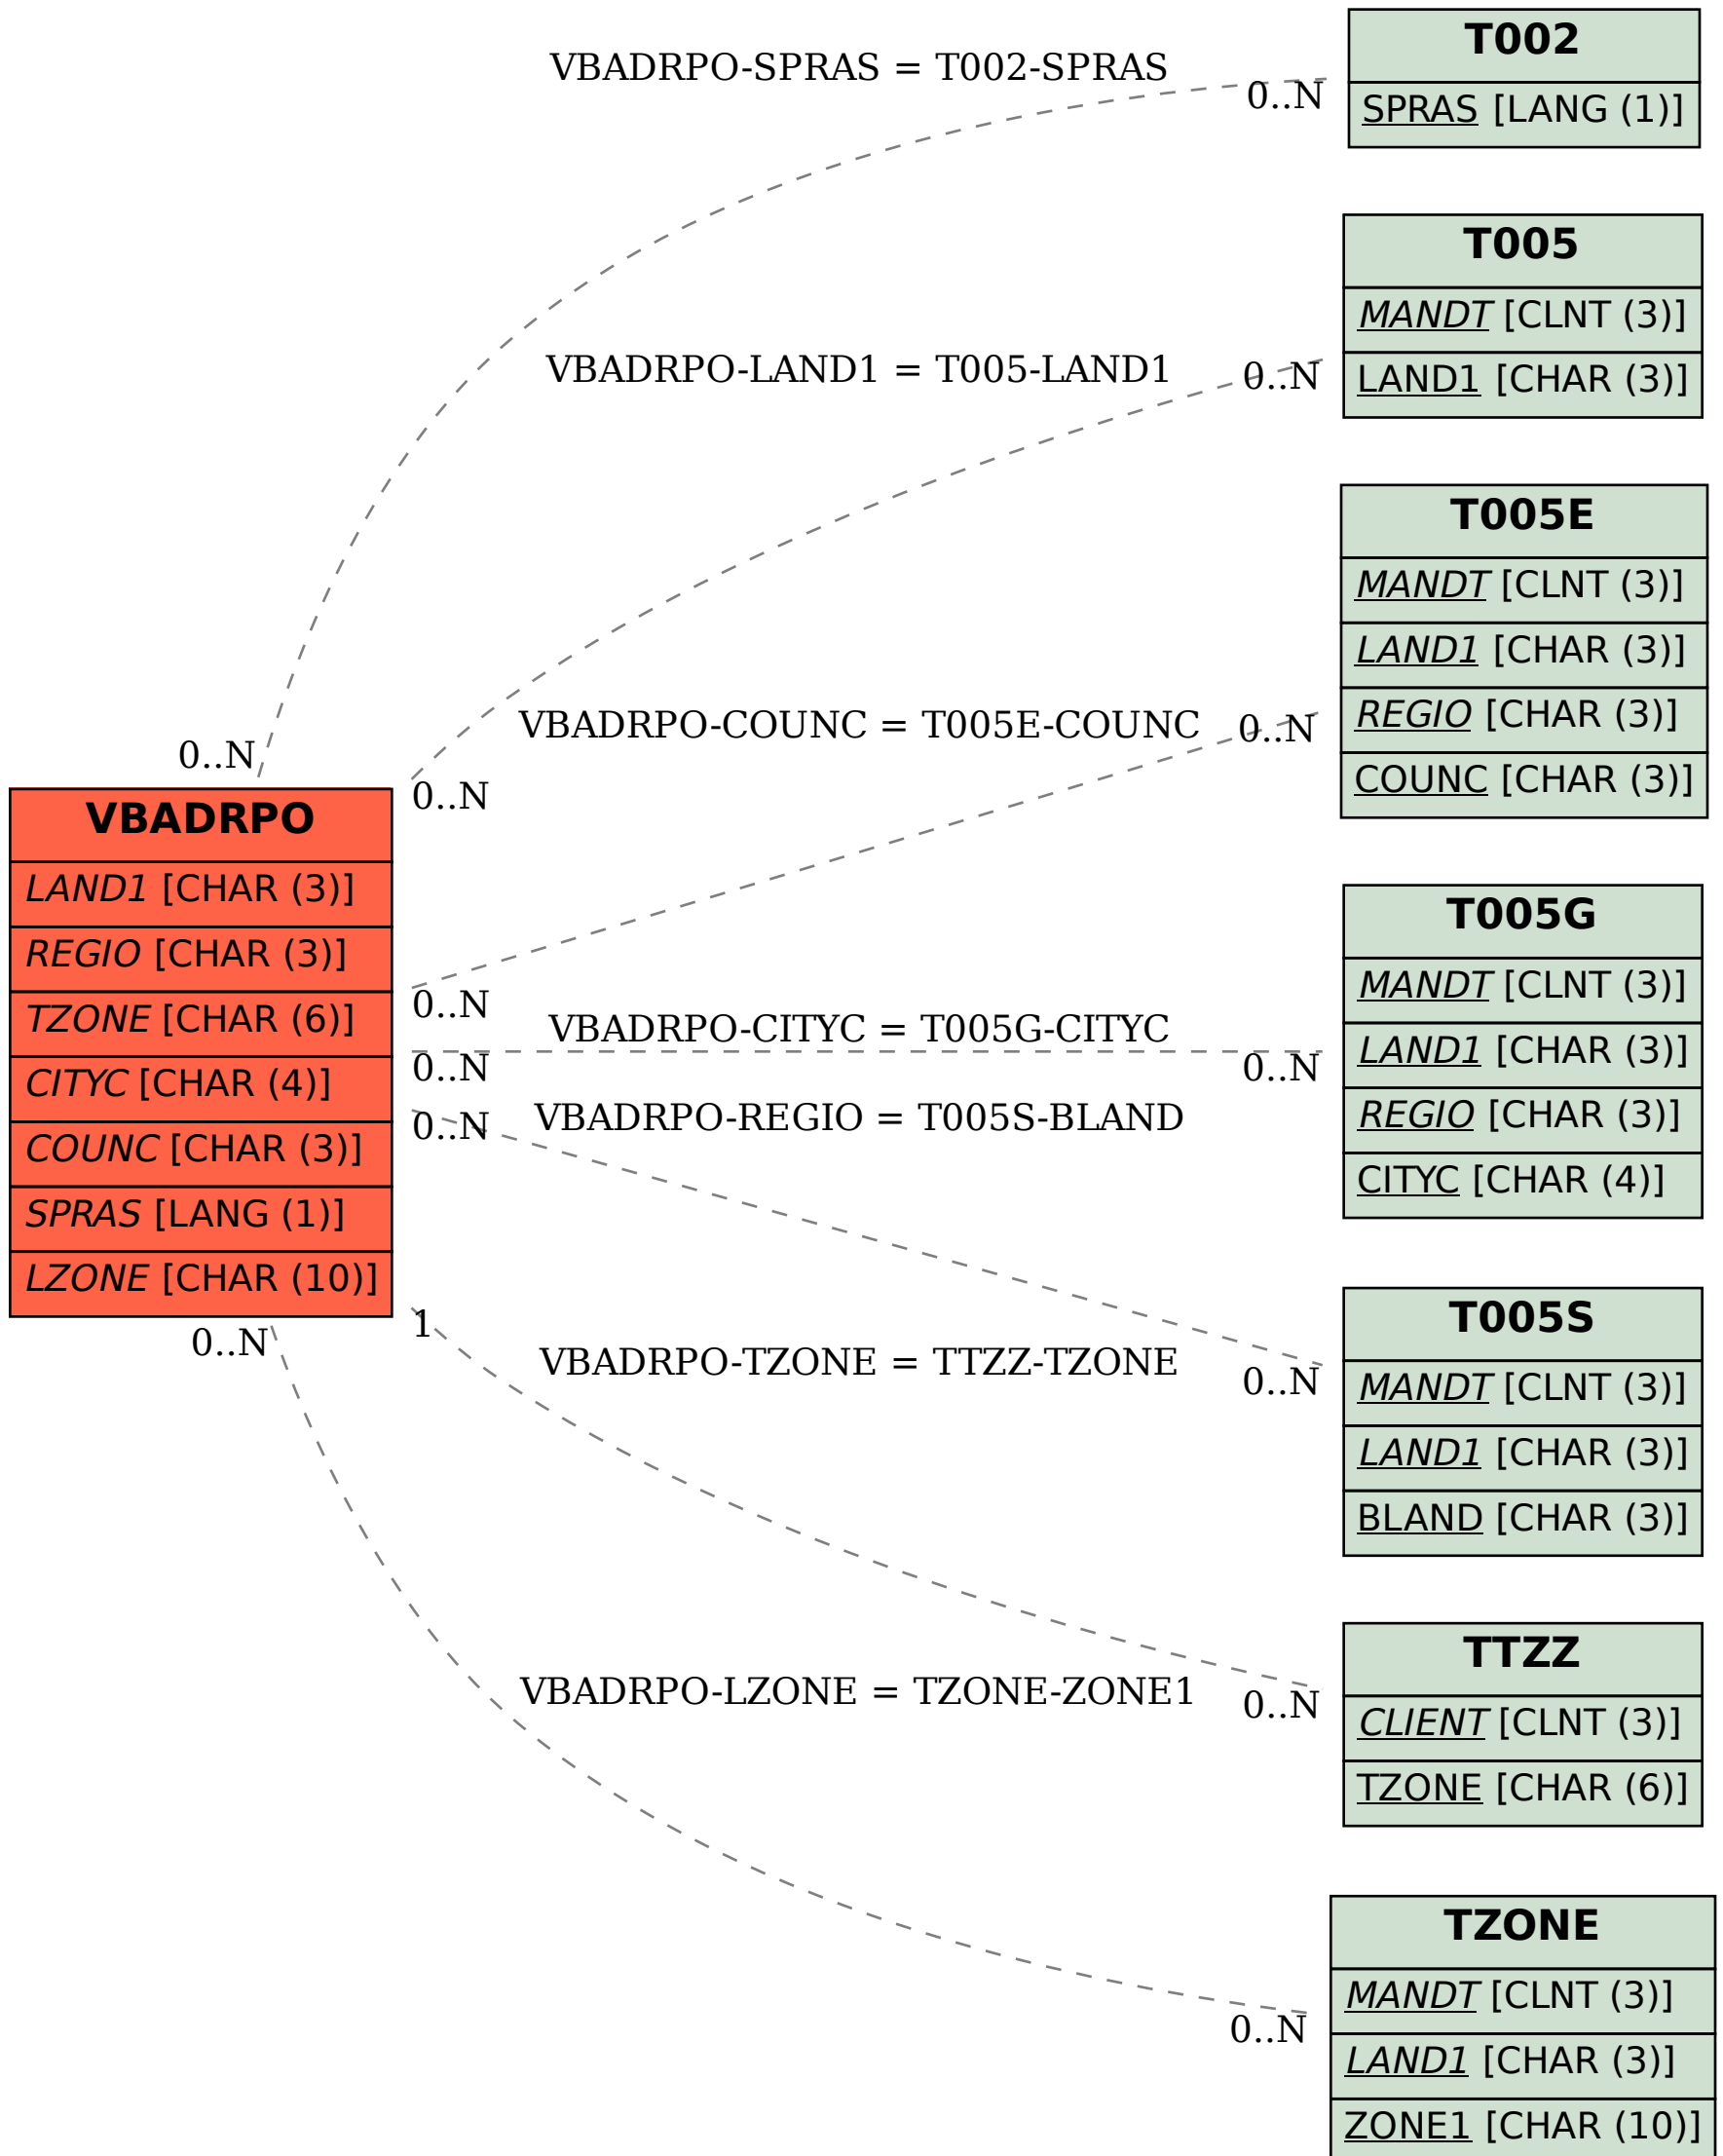 VBADRPO-SPRAS = T002-SPRAS
0..N
0..N
T002
SPRAS [LANG (1)]
VBADRPO-LAND1 = T005-LAND1
0..N
0..N
T005
MANDT [CLNT (3)]
LAND1 [CHAR (3)]
VBADRPO-COUNC = T005E-COUNC
0..N
0..N
T005E
MANDT [CLNT (3)]
LAND1 [CHAR (3)]
REGIO [CHAR (3)]
COUNC [CHAR (3)]
VBADRPO
LAND1 [CHAR (3)]
REGIO [CHAR (3)]
TZONE [CHAR (6)]
CITYC [CHAR (4)]
COUNC [CHAR (3)]
SPRAS [LANG (1)]
LZONE [CHAR (10)]
VBADRPO-CITYC = T005G-CITYC
0..N
0..N
T005G
MANDT [CLNT (3)]
LAND1 [CHAR (3)]
REGIO [CHAR (3)]
CITYC [CHAR (4)]
VBADRPO-REGIO = T005S-BLAND
0..N
0..N
T005S
MANDT [CLNT (3)]
LAND1 [CHAR (3)]
BLAND [CHAR (3)]
VBADRPO-TZONE = TTZZ-TZONE
1
0..N
TTZZ
CLIENT [CLNT (3)]
TZONE [CHAR (6)]
VBADRPO-LZONE = TZONE-ZONE1
0..N
0..N
TZONE
MANDT [CLNT (3)]
LAND1 [CHAR (3)]
ZONE1 [CHAR (10)]